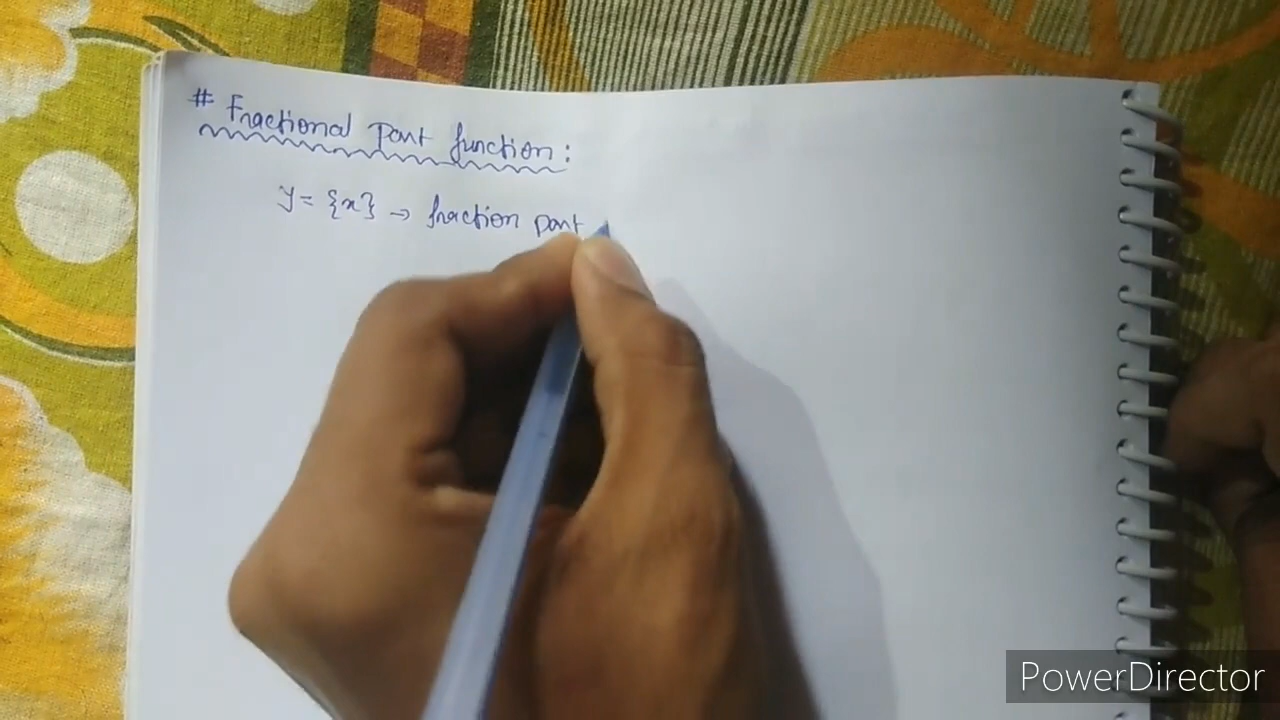 # Fractional part function:
y = {x} → fraction part
PowerDirector